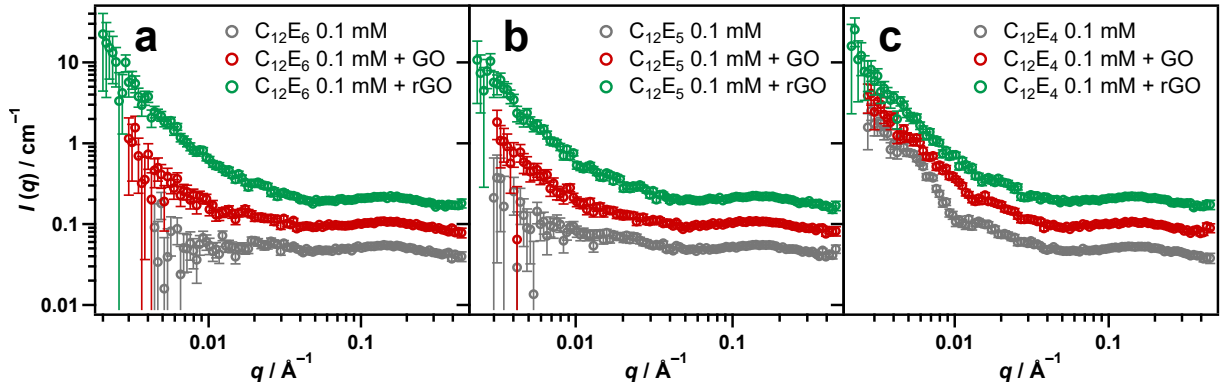 a
C₁₂E₆ 0.1 mM
C₁₂E₆ 0.1 mM + GO
C₁₂E₆ 0.1 mM + rGO
b
C₁₂E₅ 0.1 mM
C₁₂E₅ 0.1 mM + GO
C₁₂E₅ 0.1 mM + rGO
c
C₁₂E₄ 0.1 mM
C₁₂E₄ 0.1 mM + GO
C₁₂E₄ 0.1 mM + rGO
I (q) / cm⁻¹
10
1
0.1
0.01
0.01 0.1
0.01 0.1
0.01 0.1
q / Å⁻¹
q / Å⁻¹
q / Å⁻¹